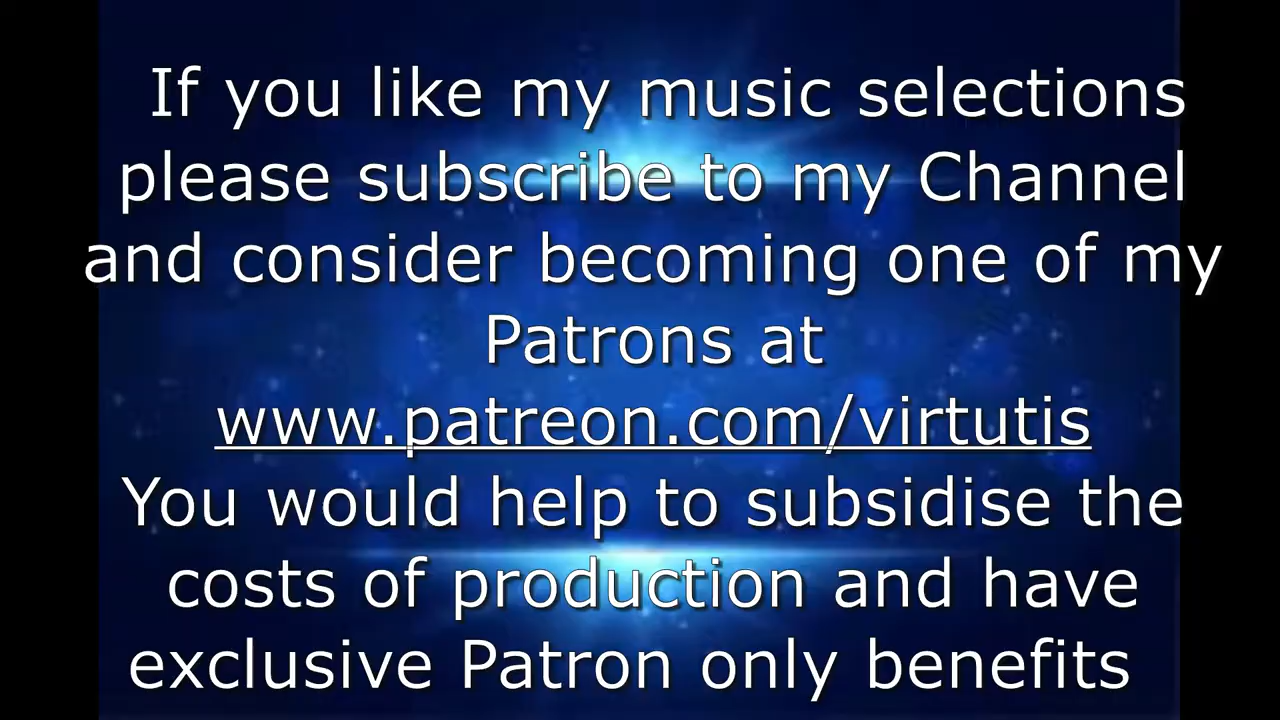 If you like my music selections
please subscribe to my Channel
and consider becoming one of my
Patrons at
www.patreon.com/virtutis
You would help to subsidise the
costs of production and have
exclusive Patron only benefits